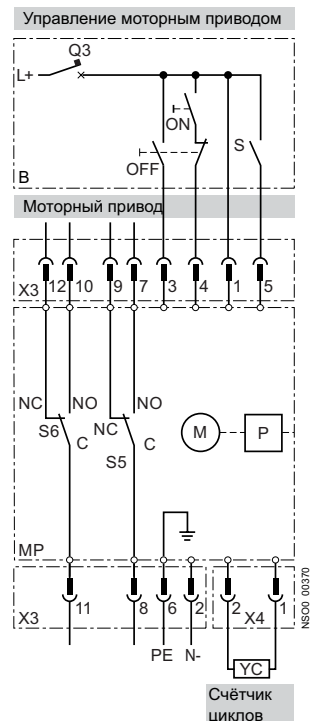 Управление моторным приводом
Q3
L+
ON
OFF
S
B
Моторный привод
X3 12 10 9 7 3 4 1 5
NC NO NC NO
S6 C S5 C
M P
MP
X3 11 8 6 2 2 X4 1
PE N-
YC
NSO0 00370
Счётчик
циклов